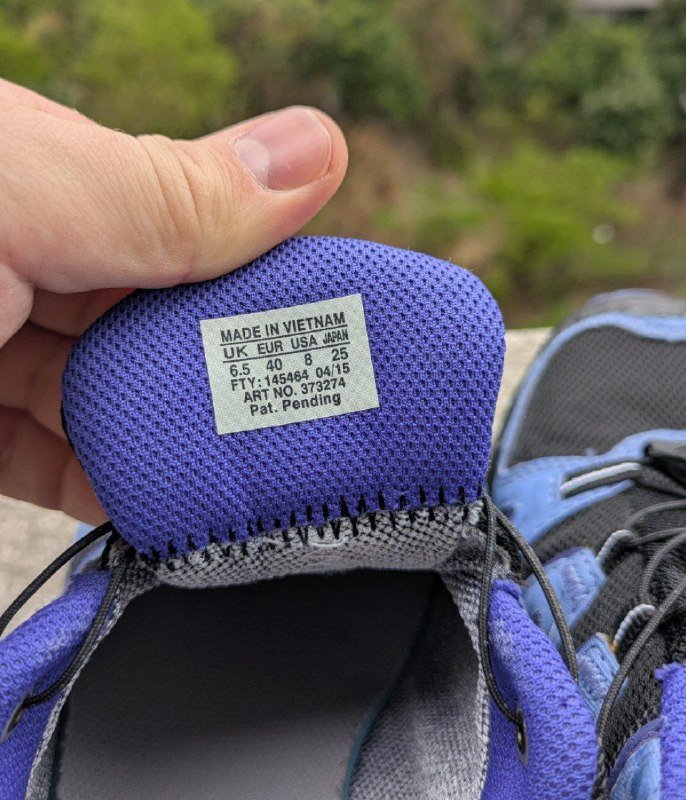 MADE IN VIETNAM
UK EUR USA JAPAN
6.5 40 8 25
FTY: 145464 04/15
ART NO. 373274
Pat. Pending